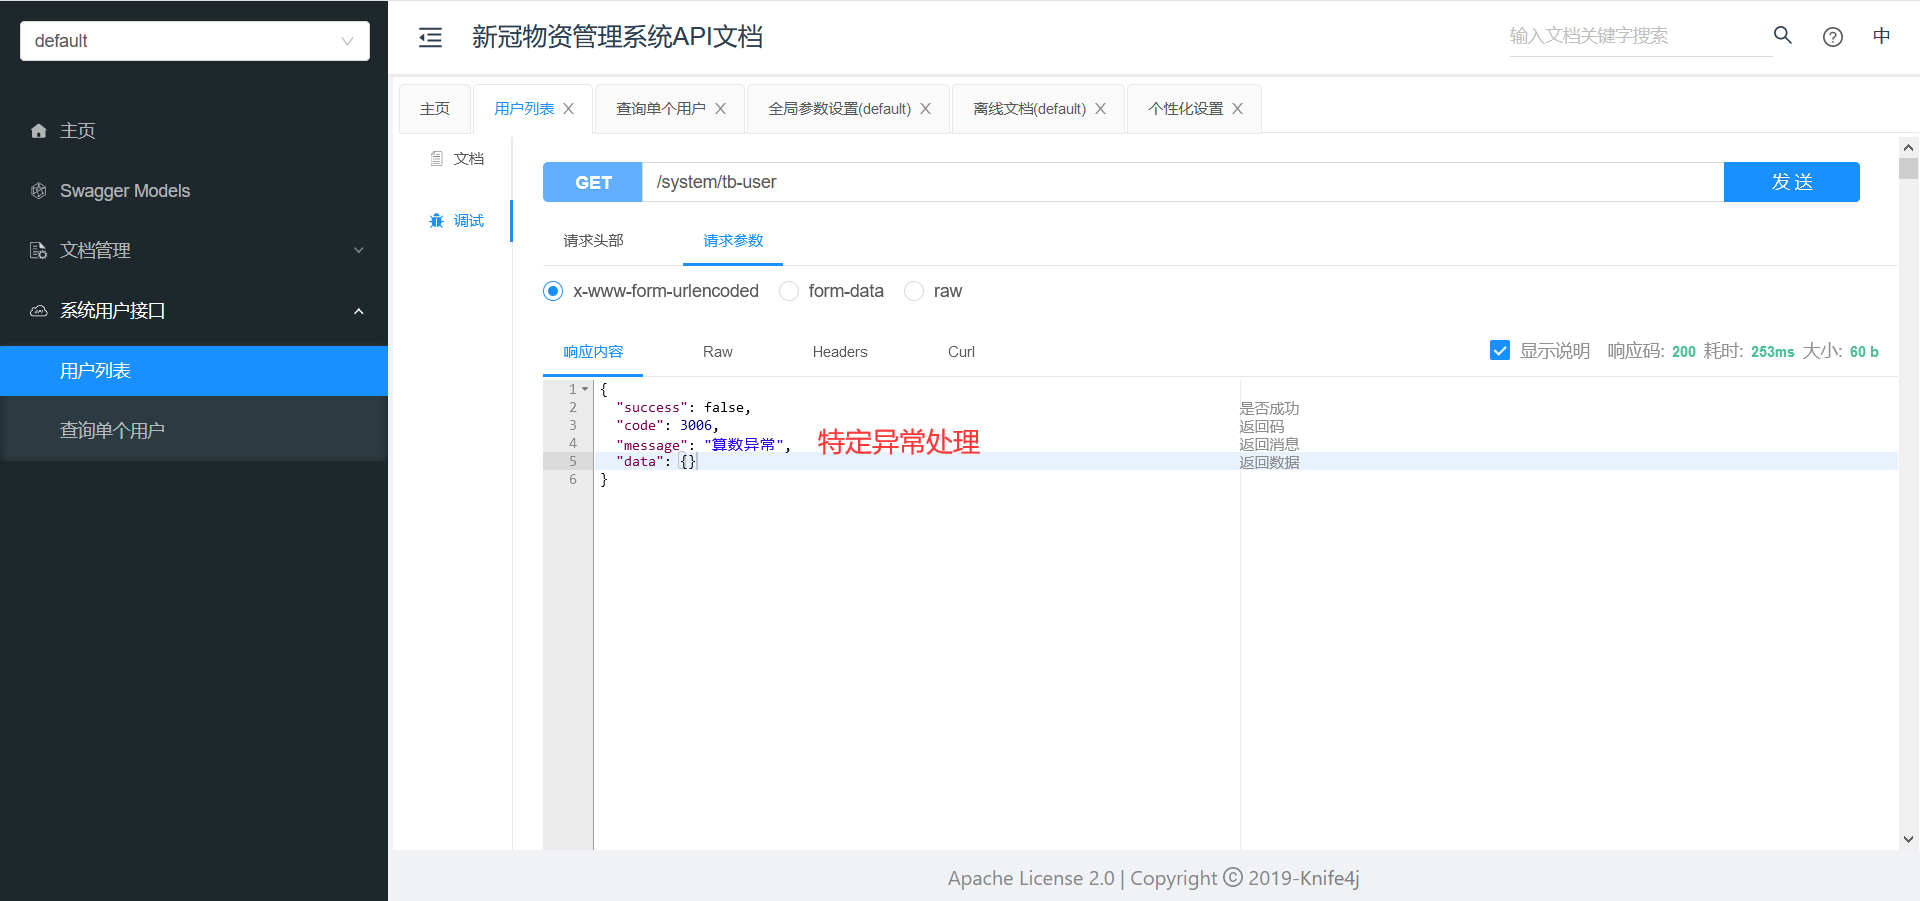 default
主页
Swagger Models
文档管理
系统用户接口
用户列表
查询单个用户
新冠物资管理系统API文档
输入文档关键字搜索
中
主页
用户列表
查询单个用户
全局参数设置(default)
离线文档(default)
个性化设置
文档
调试
GET
/system/tb-user
发 送
请求头部
请求参数
x-www-form-urlencoded
form-data
raw
响应内容
Raw
Headers
Curl
显示说明
响应码: 200 耗时: 253ms 大小: 60 b
1 {
2 "success": false, 是否成功
3 "code": 3006, 返回码
4 "message": "算数异常", 特定异常处理 返回消息
5 "data": {} 返回数据
6 }
Apache License 2.0 | Copyright © 2019-Knife4j